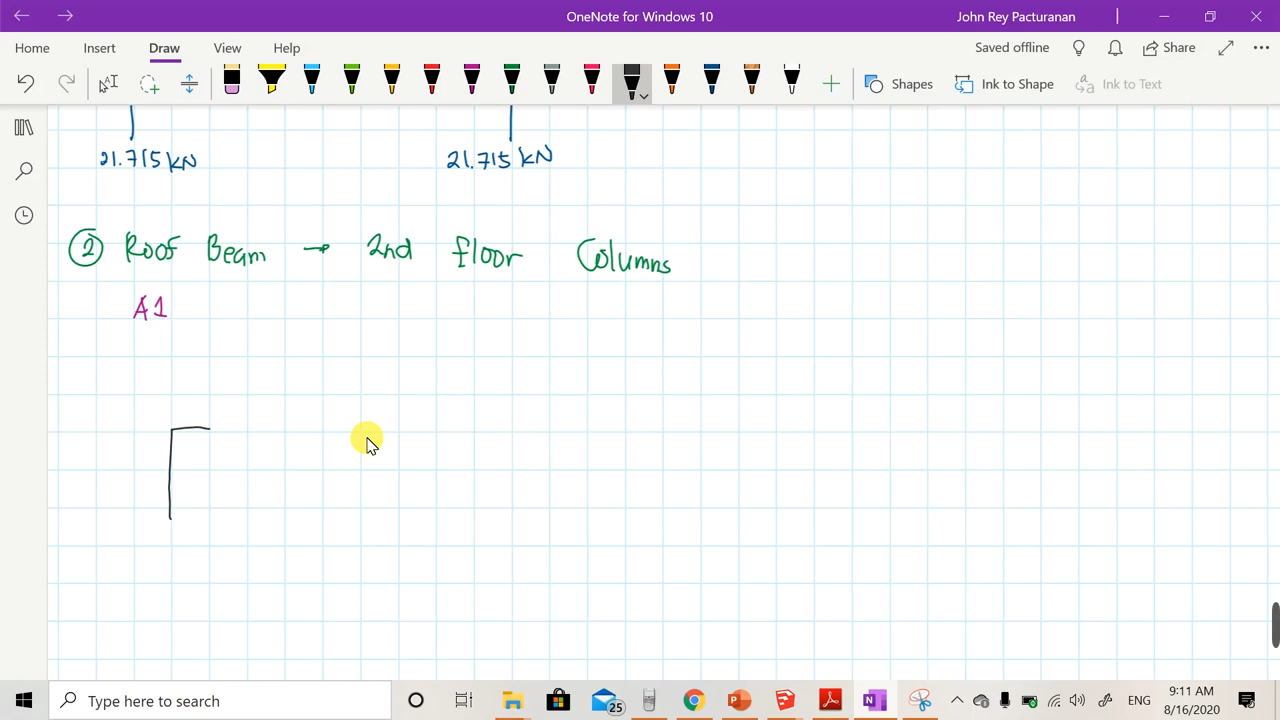 OneNote for Windows 10
John Rey Pacturanan
Home Insert Draw View Help
Saved offline
Share
Shapes
Ink to Shape
Ink to Text
21.715 kN 21.715 kN
2 Roof Beam → 2nd floor Columns
A1
Type here to search
25
ENG
9:11 AM
8/16/2020